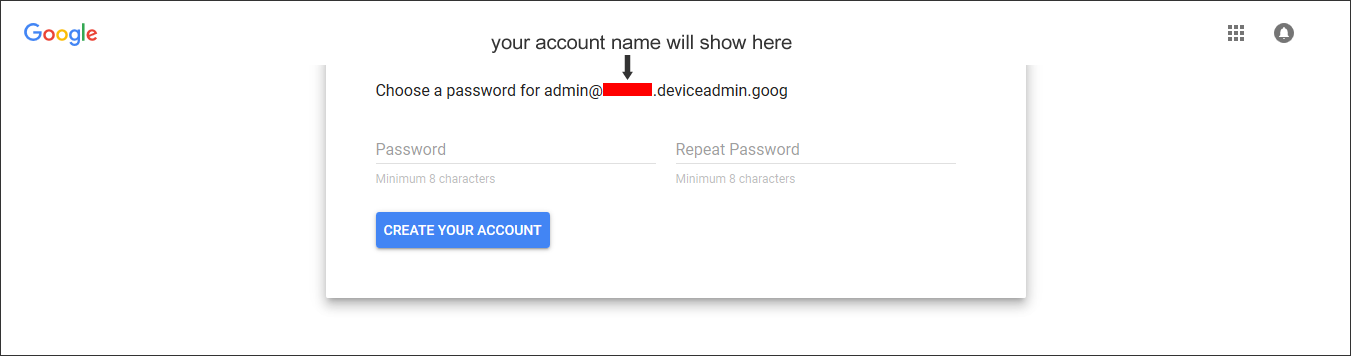 Google
your account name will show here
Choose a password for admin@ .deviceadmin.goog
Password Repeat Password
Minimum 8 characters Minimum 8 characters
CREATE YOUR ACCOUNT